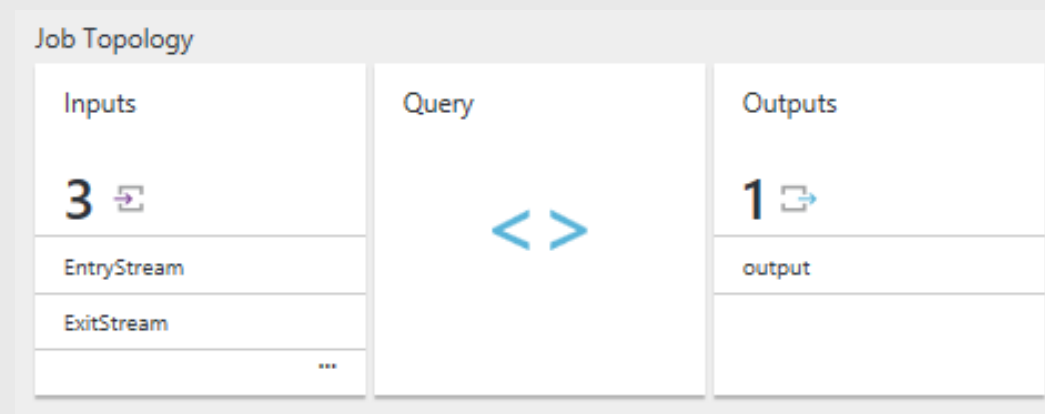 Job Topology
Inputs
3
EntryStream
ExitStream
...
Query
< >
Outputs
1
output